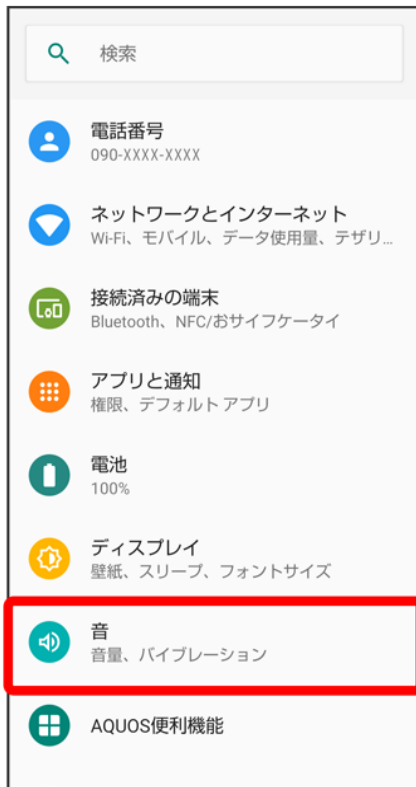 検索
電話番号
090-XXXX-XXXX
ネットワークとインターネット
Wi-Fi、モバイル、データ使用量、テザリ...
接続済みの端末
Bluetooth、NFC/おサイフケータイ
アプリと通知
権限、デフォルト アプリ
電池
100%
ディスプレイ
壁紙、スリープ、フォントサイズ
音
音量、バイブレーション
AQUOS便利機能